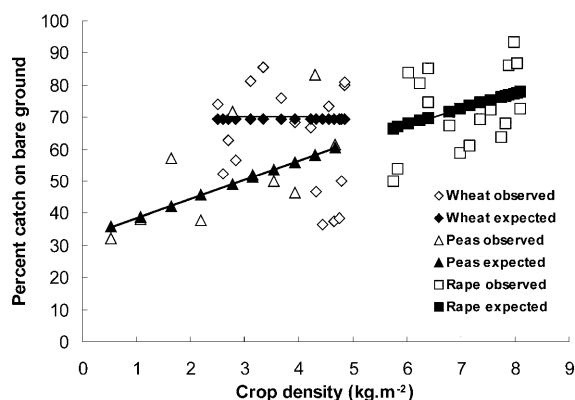 Percent catch on bare ground
100
90
80
70
60
50
40
30
20
10
0
Wheat observed
Wheat expected
Peas observed
Peas expected
Rape observed
Rape expected
0 1 2 3 4 5 6 7 8 9
Crop density (kg.m-2)